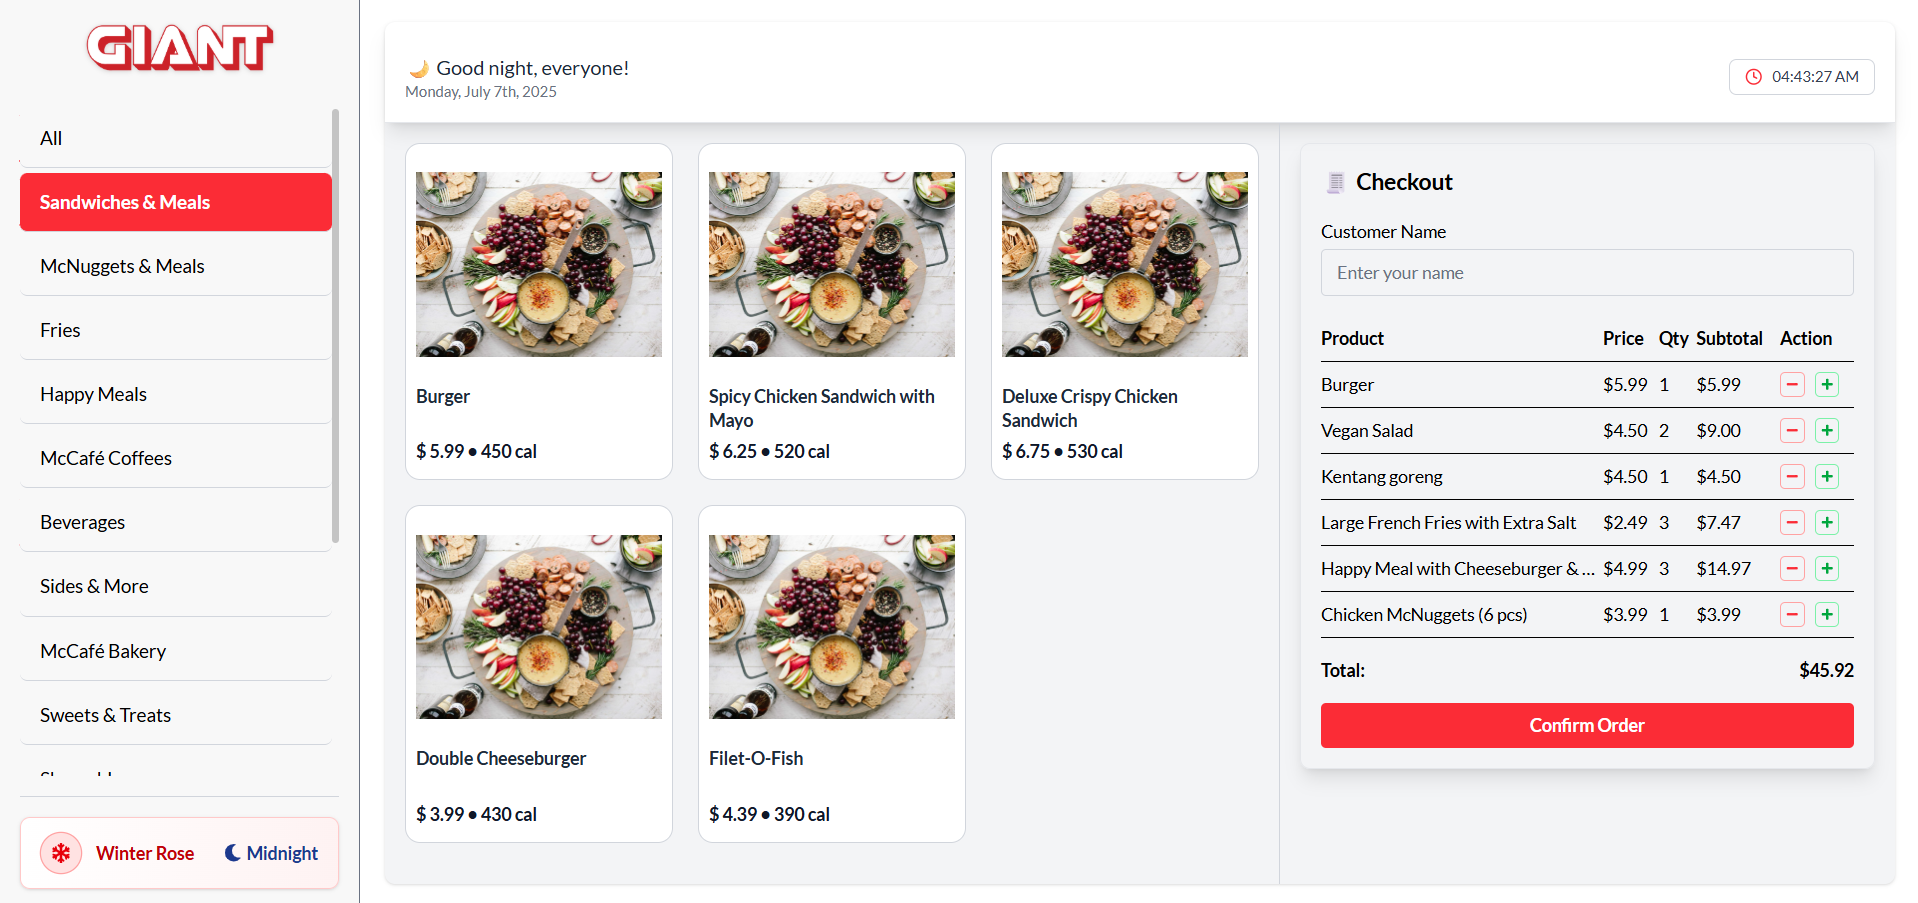 GIANT
All
Sandwiches & Meals
McNuggets & Meals
Fries
Happy Meals
McCafé Coffees
Beverages
Sides & More
McCafé Bakery
Sweets & Treats
Winter Rose
Midnight
Good night, everyone!
Monday, July 7th, 2025
04:43:27 AM
Burger
$ 5.99 • 450 cal
Spicy Chicken Sandwich with
Mayo
$ 6.25 • 520 cal
Deluxe Crispy Chicken
Sandwich
$ 6.75 • 530 cal
Double Cheeseburger
$ 3.99 • 430 cal
Filet-O-Fish
$ 4.39 • 390 cal
Checkout
Customer Name
Enter your name
Product Price Qty Subtotal Action
Burger $5.99 1 $5.99 − +
Vegan Salad $4.50 2 $9.00 − +
Kentang goreng $4.50 1 $4.50 − +
Large French Fries with Extra Salt $2.49 3 $7.47 − +
Happy Meal with Cheeseburger & ... $4.99 3 $14.97 − +
Chicken McNuggets (6 pcs) $3.99 1 $3.99 − +
Total: $45.92
Confirm Order